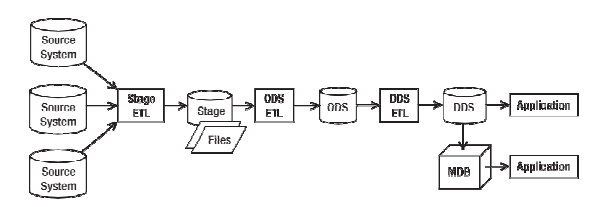 Source
System
Source
System
Source
System
Stage
ETL
Stage
Files
ODS
ETL
ODS
DDS
ETL
DDS
Application
MDB
Application